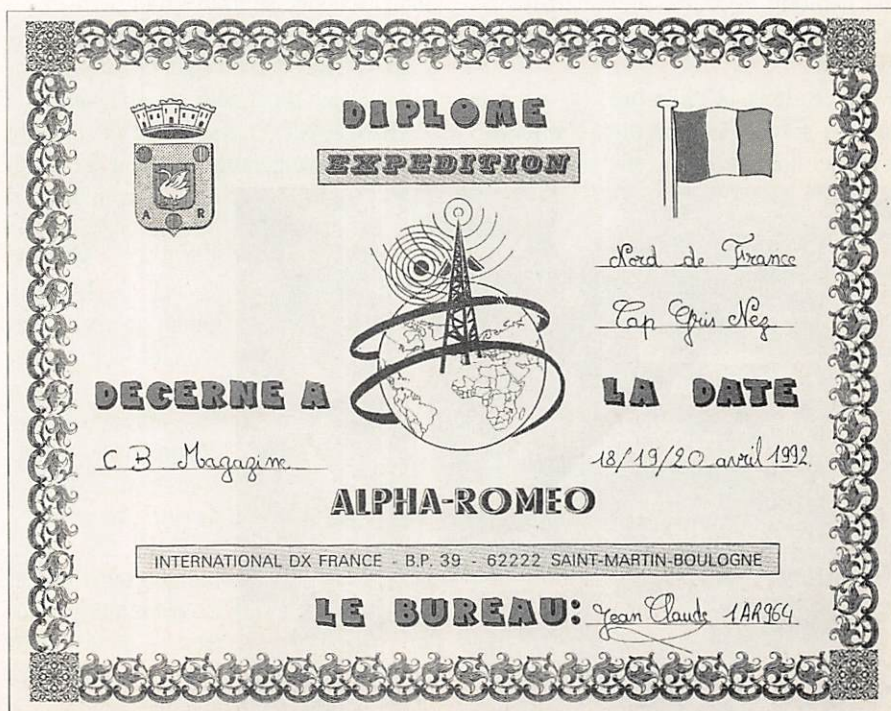 DIPLOME
EXPEDITION
A R
Nord de France
Cap Gris Nez
DECERNE A
LA DATE
C B Magazine
18/19/20 avril 1992
ALPHA-ROMEO
INTERNATIONAL DX FRANCE - B.P. 39 - 62222 SAINT-MARTIN-BOULOGNE
LE BUREAU: Jean Claude 1AR964